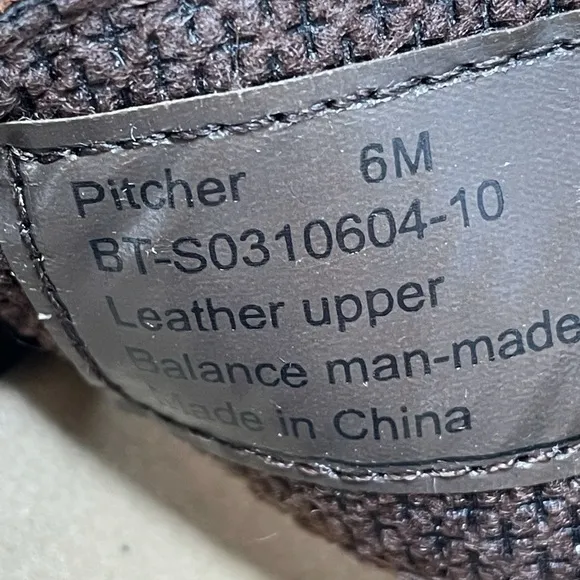 Pitcher 6M
BT-S0310604-10
Leather upper
Balance man-made
Made in China